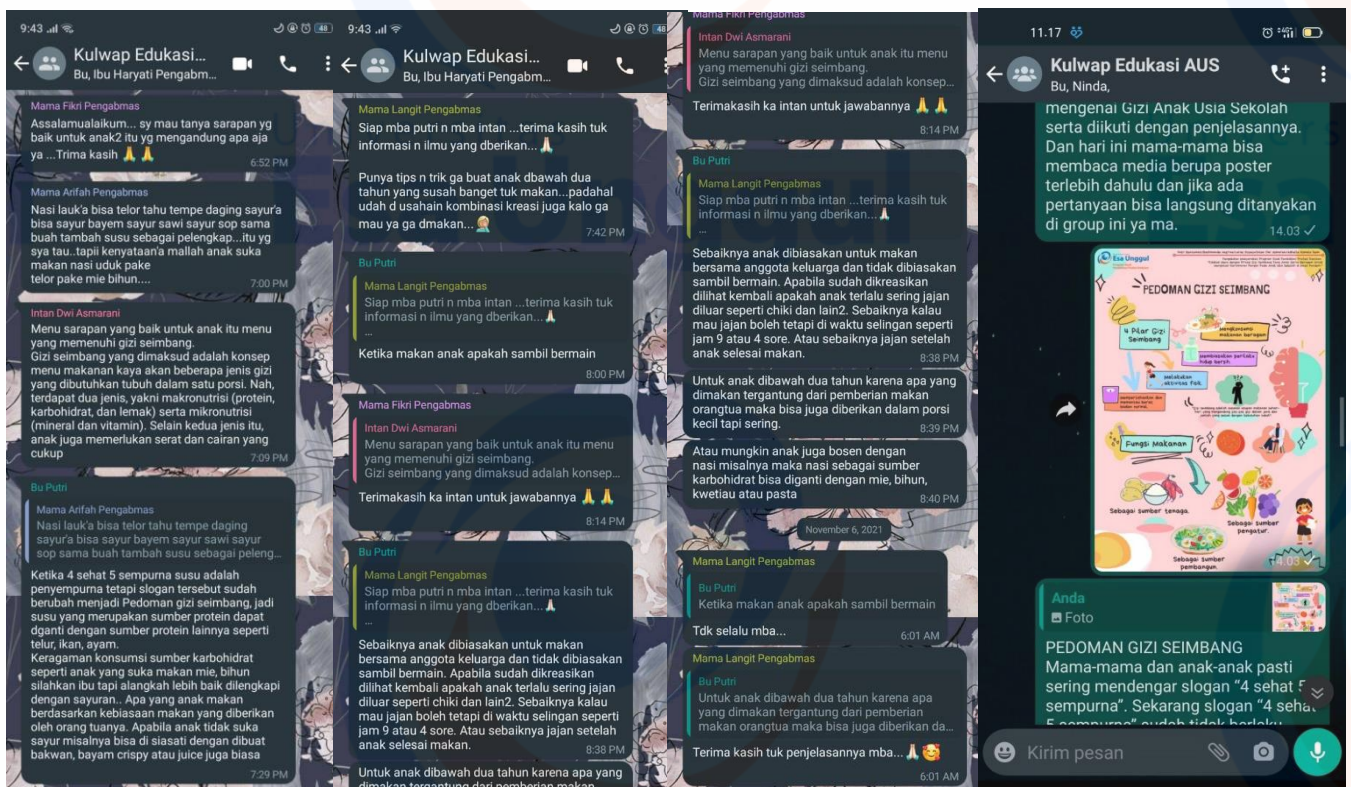 9:43
48
Kulwap Edukasi...
Bu, Ibu Haryati Pengabm...
Mama Fikri Pengabmas
Assalamualaikum... sy mau tanya sarapan yg
baik untuk anak2 itu yg mengandung apa aja
ya ...Trima kasih 🙏 🙏
6:52 PM
Mama Arifah Pengabmas
Nasi lauk'a bisa telor tahu tempe daging sayur'a
bisa sayur bayem sayur sawi sayur sop sama
buah tambah susu sebagai pelengkap...itu yg
sya tau..tapii kenyataan'a mallah anak suka
makan nasi uduk pake
telor pake mie bihun....
7:00 PM
Intan Dwi Asmarani
Menu sarapan yang baik untuk anak itu menu
yang memenuhi gizi seimbang.
Gizi seimbang yang dimaksud adalah konsep
menu makanan kaya akan beberapa jenis gizi
yang dibutuhkan tubuh dalam satu porsi. Nah,
terdapat dua jenis, yakni makronutrisi (protein,
karbohidrat, dan lemak) serta mikronutrisi
(mineral dan vitamin). Selain kedua jenis itu,
anak juga memerlukan serat dan cairan yang
cukup
7:09 PM
Bu Putri
Mama Arifah Pengabmas
Nasi lauk'a bisa telor tahu tempe daging
sayur'a bisa sayur bayem sayur sawi sayur
sop sama buah tambah susu sebagai peleng...
Ketika 4 sehat 5 sempurna susu adalah
penyempurna tetapi slogan tersebut sudah
berubah menjadi Pedoman gizi seimbang, jadi
susu yang merupakan sumber protein dapat
dganti dengan sumber protein lainnya seperti
telur, ikan, ayam.
Keragaman konsumsi sumber karbohidrat
seperti anak yang suka makan mie, bihun
silahkan ibu tapi alangkah lebih baik dilengkapi
dengan sayuran.. Apa yang anak makan
berdasarkan kebiasaan makan yang diberikan
oleh orang tuanya. Apabila anak tidak suka
sayur misalnya bisa di siasati dengan dibuat
bakwan, bayam crispy atau juice juga biasa
7:29 PM
9:43
48
Kulwap Edukasi...
Bu, Ibu Haryati Pengabm...
Mama Langit Pengabmas
Siap mba putri n mba intan ...terima kasih tuk
informasi n ilmu yang dberikan...🙏
Punya tips n trik ga buat anak dbawah dua
tahun yang susah banget tuk makan...padahal
udah d usahain kombinasi kreasi juga kalo ga
mau ya ga dmakan...🤦
7:42 PM
Bu Putri
Mama Langit Pengabmas
Siap mba putri n mba intan ...terima kasih tuk
informasi n ilmu yang dberikan...🙏
...
Ketika makan anak apakah sambil bermain
8:00 PM
Mama Fikri Pengabmas
Intan Dwi Asmarani
Menu sarapan yang baik untuk anak itu menu
yang memenuhi gizi seimbang.
Gizi seimbang yang dimaksud adalah konsep...
Terimakasih ka intan untuk jawabannya 🙏 🙏
8:14 PM
Bu Putri
Mama Langit Pengabmas
Siap mba putri n mba intan ...terima kasih tuk
informasi n ilmu yang dberikan...🙏
...
Sebaiknya anak dibiasakan untuk makan
bersama anggota keluarga dan tidak dibiasakan
sambil bermain. Apabila sudah dikreasikan
dilihat kembali apakah anak terlalu sering jajan
diluar seperti chiki dan lain2. Sebaiknya kalau
mau jajan boleh tetapi di waktu selingan seperti
jam 9 atau 4 sore. Atau sebaiknya jajan setelah
anak selesai makan.
8:38 PM
Untuk anak dibawah dua tahun karena apa yang
dimakan tergantung dari pemberian makan
Mama Fikri Pengabmas
Intan Dwi Asmarani
Menu sarapan yang baik untuk anak itu menu
yang memenuhi gizi seimbang.
Gizi seimbang yang dimaksud adalah konsep...
Terimakasih ka intan untuk jawabannya 🙏 🙏
8:14 PM
Bu Putri
Mama Langit Pengabmas
Siap mba putri n mba intan ...terima kasih tuk
informasi n ilmu yang dberikan...🙏
...
Sebaiknya anak dibiasakan untuk makan
bersama anggota keluarga dan tidak dibiasakan
sambil bermain. Apabila sudah dikreasikan
dilihat kembali apakah anak terlalu sering jajan
diluar seperti chiki dan lain2. Sebaiknya kalau
mau jajan boleh tetapi di waktu selingan seperti
jam 9 atau 4 sore. Atau sebaiknya jajan setelah
anak selesai makan.
8:38 PM
Untuk anak dibawah dua tahun karena apa yang
dimakan tergantung dari pemberian makan
orangtua maka bisa juga diberikan dalam porsi
kecil tapi sering.
8:39 PM
Atau mungkin anak juga bosen dengan
nasi misalnya maka nasi sebagai sumber
karbohidrat bisa diganti dengan mie, bihun,
kwetiau atau pasta
8:40 PM
November 6, 2021
Mama Langit Pengabmas
Bu Putri
Ketika makan anak apakah sambil bermain
Tdk selalu mba...
6:01 AM
Mama Langit Pengabmas
Bu Putri
Untuk anak dibawah dua tahun karena apa
yang dimakan tergantung dari pemberian
makan orangtua maka bisa juga diberikan da...
Terima kasih tuk penjelasannya mba...🙏🥰
6:01 AM
11.17
Kulwap Edukasi AUS
Bu, Ninda,
mengenai Gizi Anak Usia Sekolah
serta diikuti dengan penjelasannya.
Dan hari ini mama-mama bisa
membaca media berupa poster
terlebih dahulu dan jika ada
pertanyaan bisa langsung ditanyakan
di group ini ya ma.
14.03
Esa Unggul
PEDOMAN GIZI SEIMBANG
4 Pilar Gizi
Seimbang
mengkonsumsi
makanan beragam
membiasakan perilaku
hidup bersih
melakukan
aktivitas fisik
Fungsi Makanan
Sebagai sumber tenaga.
Sebagai sumber
pengatur.
Sebagai sumber
pembangun.
14.03
Anda
Foto
PEDOMAN GIZI SEIMBANG
Mama-mama dan anak-anak pasti
sering mendengar slogan "4 sehat 5
sempurna". Sekarang slogan "4 sehat
5 sempurna" sudah tidak berlaku
Kirim pesan